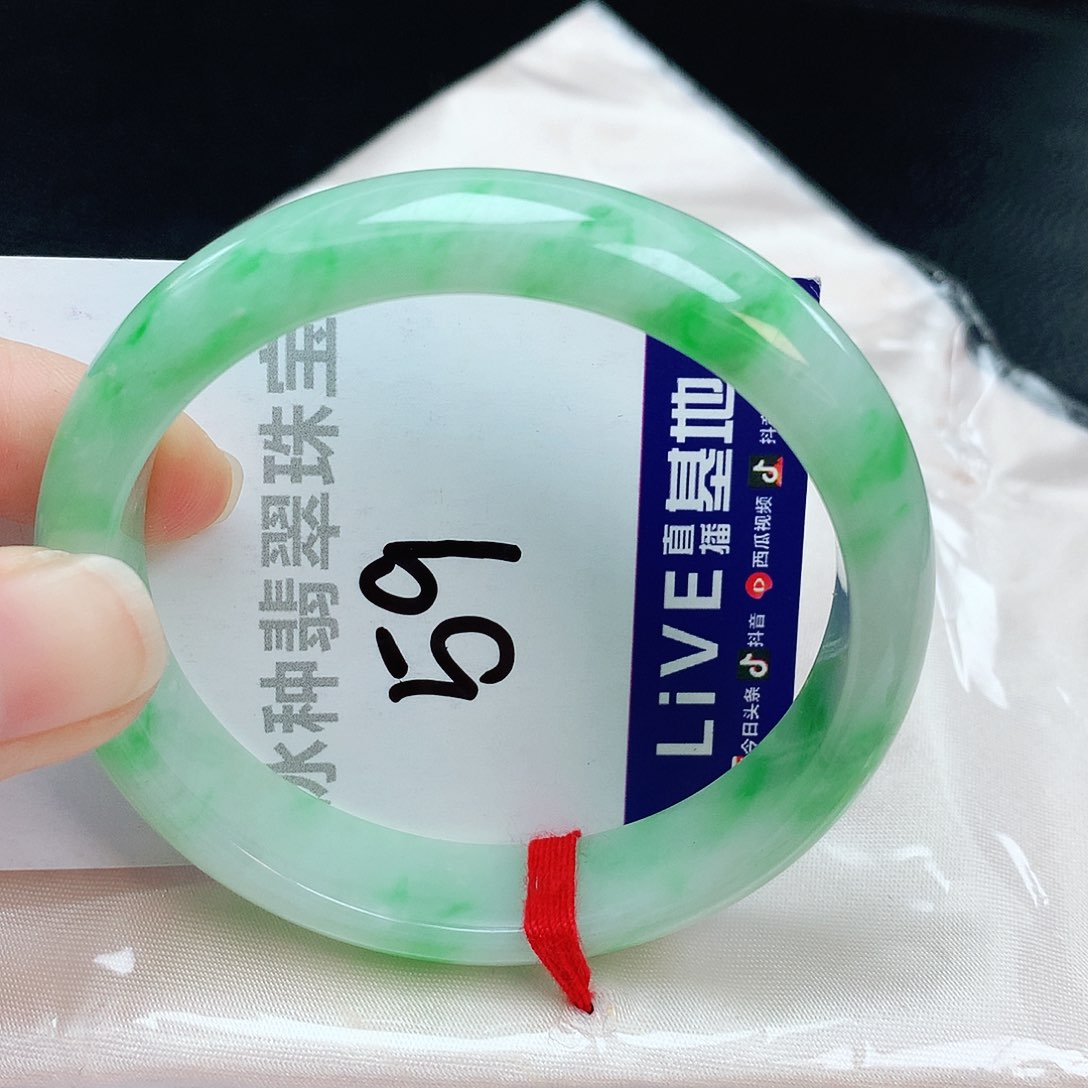 冰种翡翠珠宝
59
LiVE直播基地
今日头条 抖音 西瓜视频